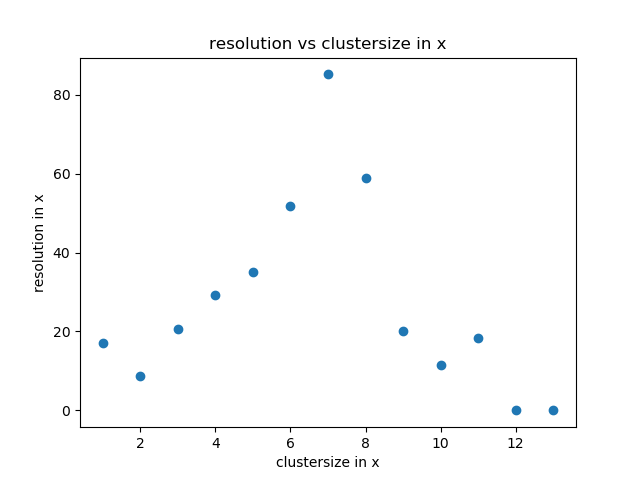 resolution vs clustersize in x
resolution in x
80
60
40
20
0
2 4 6 8 10 12
clustersize in x